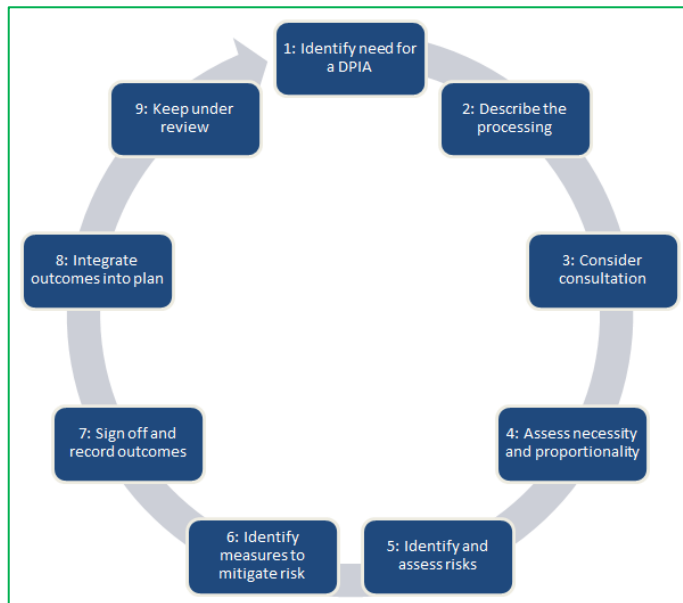 1: Identify need for
a DPIA
2: Describe the
processing
3: Consider
consultation
4: Assess necessity
and proportionality
5: Identify and
assess risks
6: Identify
measures to
mitigate risk
7: Sign off and
record outcomes
8: Integrate
outcomes into plan
9: Keep under
review